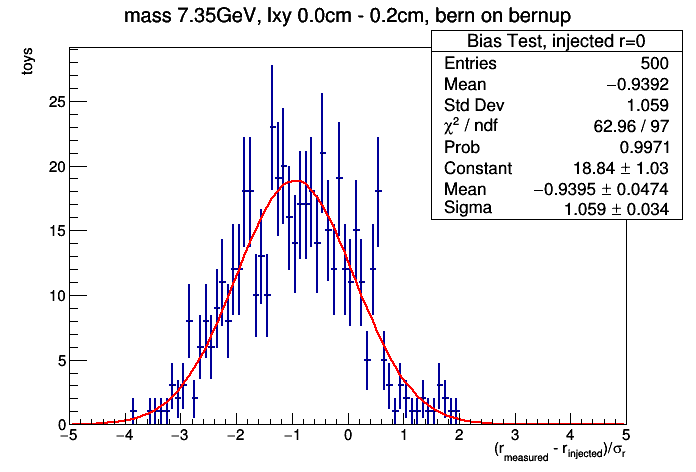 mass 7.35GeV, lxy 0.0cm - 0.2cm, bern on bernup
Bias Test, injected r=0
Entries 500
Mean −0.9392
Std Dev 1.059
χ² / ndf 62.96 / 97
Prob 0.9971
Constant 18.84 ± 1.03
Mean −0.9395 ± 0.0474
Sigma 1.059 ± 0.034
toys
25
20
15
10
5
0
−5 −4 −3 −2 −1 0 1 2 3 4 5
(r_measured - r_injected)/σ_r